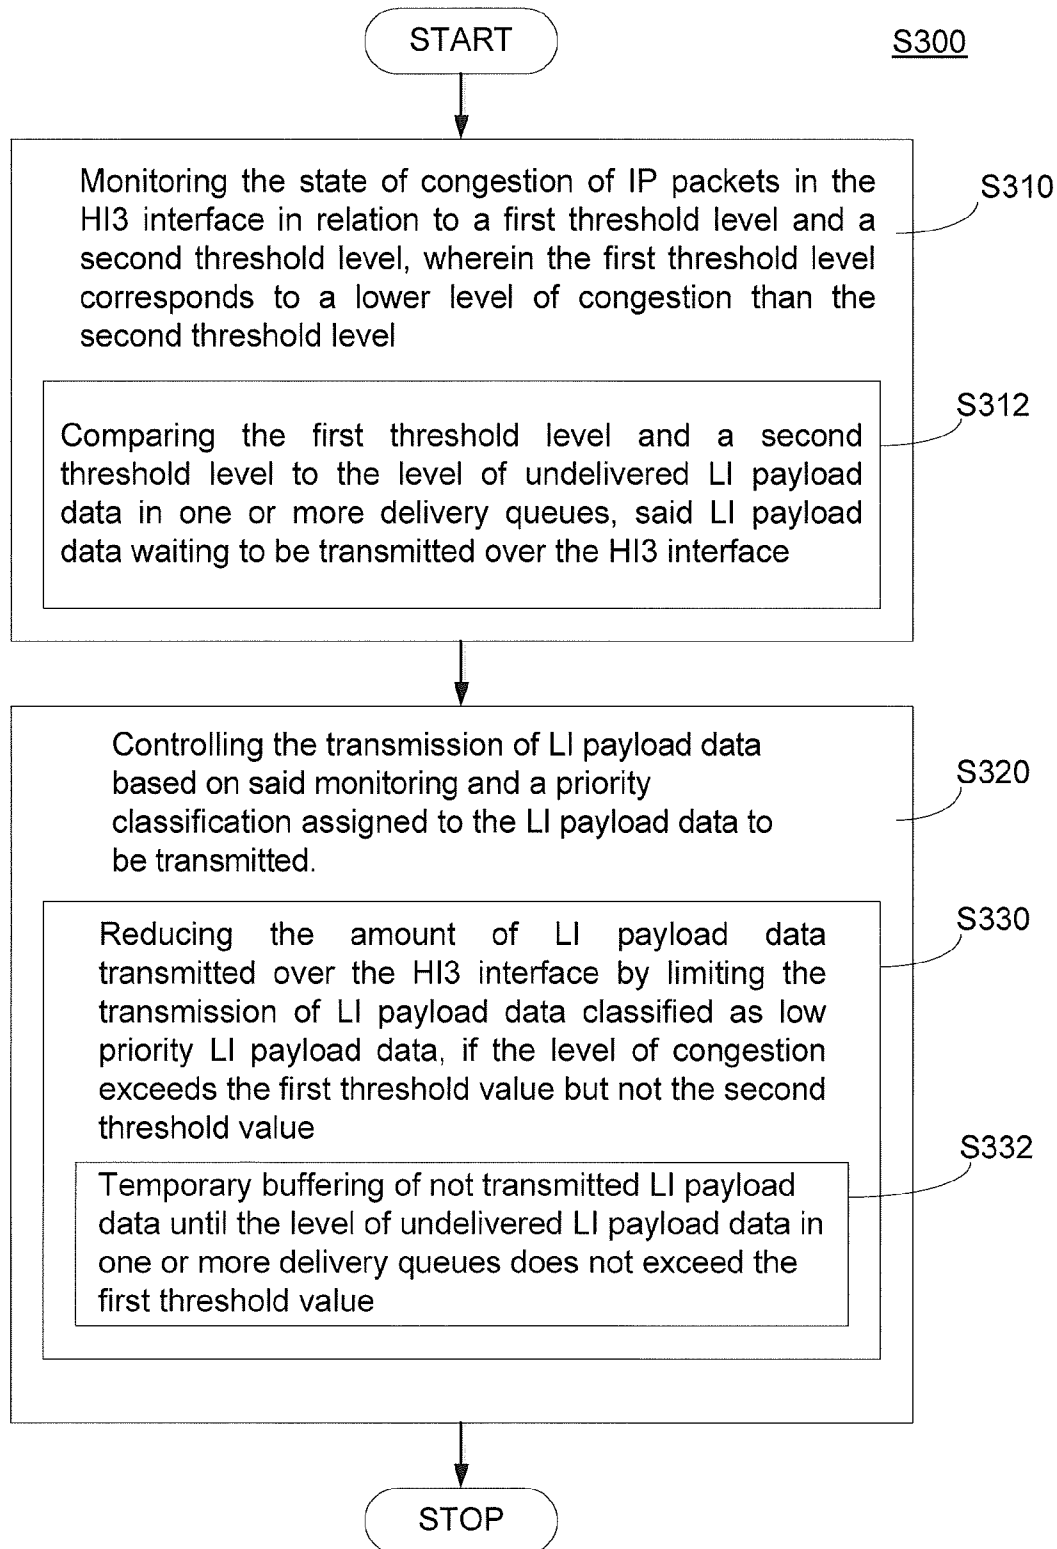 START
S300
Monitoring the state of congestion of IP packets in the
HI3 interface in relation to a first threshold level and a
second threshold level, wherein the first threshold level
corresponds to a lower level of congestion than the
second threshold level
S310
S312
Comparing the first threshold level and a second
threshold level to the level of undelivered LI payload
data in one or more delivery queues, said LI payload
data waiting to be transmitted over the HI3 interface
Controlling the transmission of LI payload data
based on said monitoring and a priority
classification assigned to the LI payload data to
be transmitted.
S320
S330
Reducing the amount of LI payload data
transmitted over the HI3 interface by limiting the
transmission of LI payload data classified as low
priority LI payload data, if the level of congestion
exceeds the first threshold value but not the second
threshold value
S332
Temporary buffering of not transmitted LI payload
data until the level of undelivered LI payload data in
one or more delivery queues does not exceed the
first threshold value
STOP